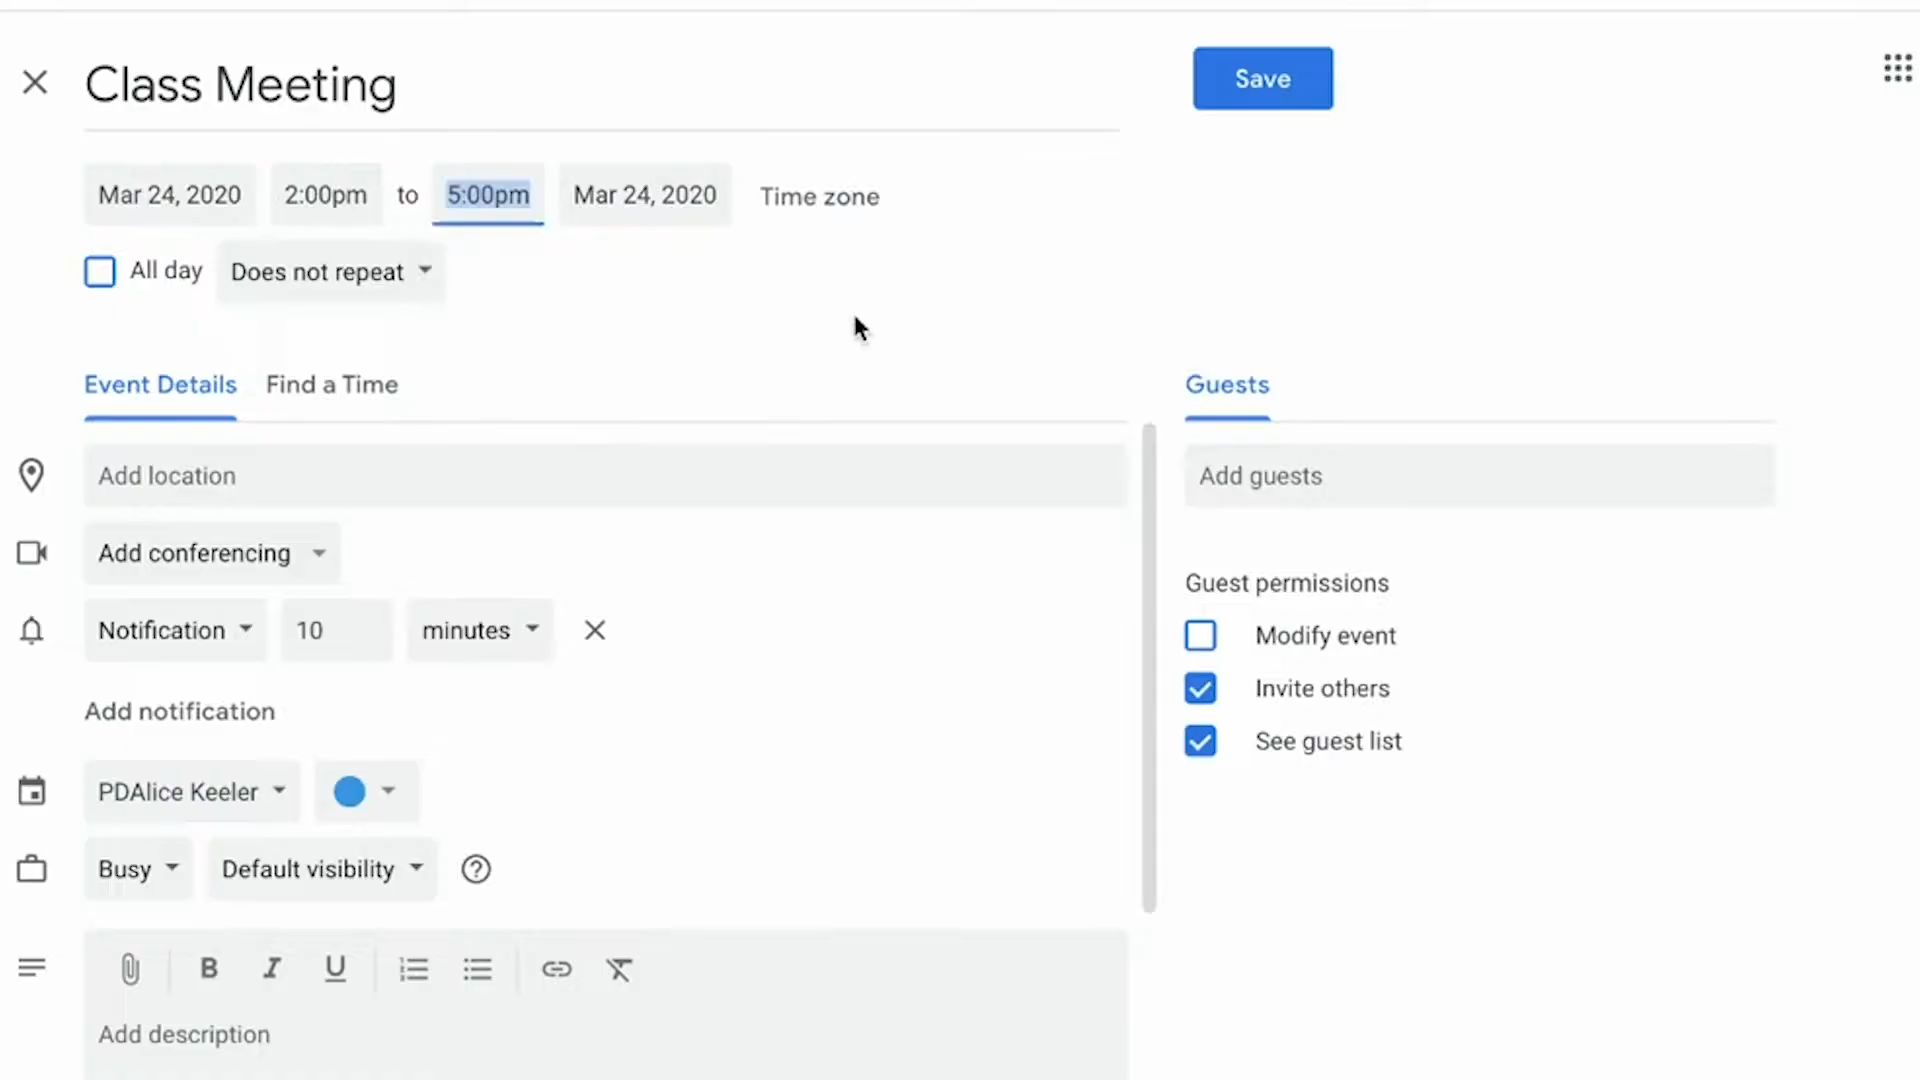 Class Meeting
Save
Mar 24, 2020 2:00pm to 5:00pm Mar 24, 2020 Time zone
All day Does not repeat
Event Details Find a Time
Guests
Add location
Add guests
Add conferencing
Guest permissions
Notification 10 minutes
Modify event
Invite others
Add notification
See guest list
PDAlice Keeler
Busy Default visibility
B I U
Add description